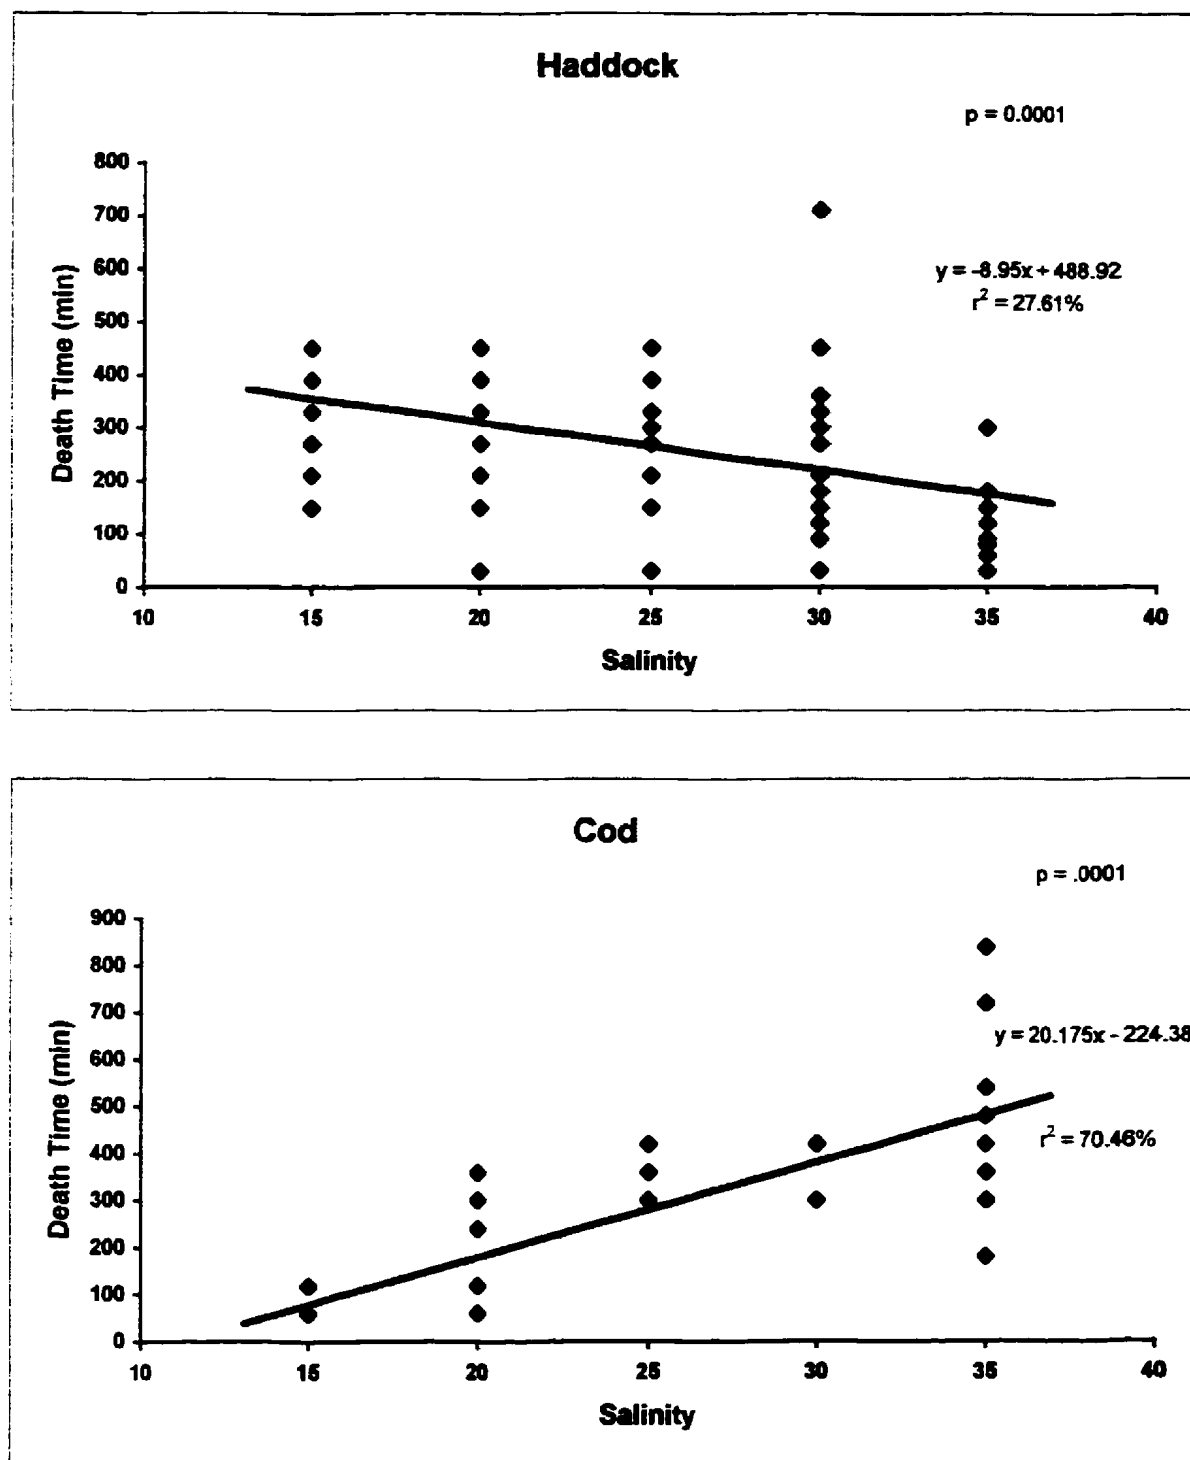 Haddock
p = 0.0001
800
700
600
500
400
300
200
100
0
Death Time (min)
y = -8.95x + 488.92
r² = 27.61%
10 15 20 25 30 35 40
Salinity
Cod
p = .0001
900
800
700
600
500
400
300
200
100
0
Death Time (min)
y = 20.175x - 224.38
r² = 70.46%
10 15 20 25 30 35 40
Salinity